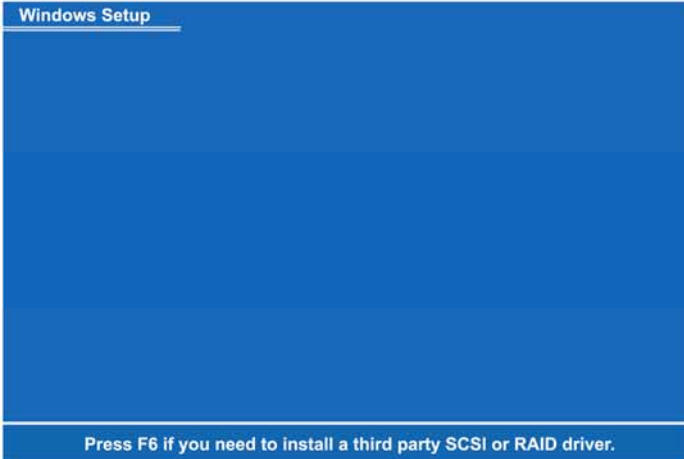 Windows Setup
Press F6 if you need to install a third party SCSI or RAID driver.